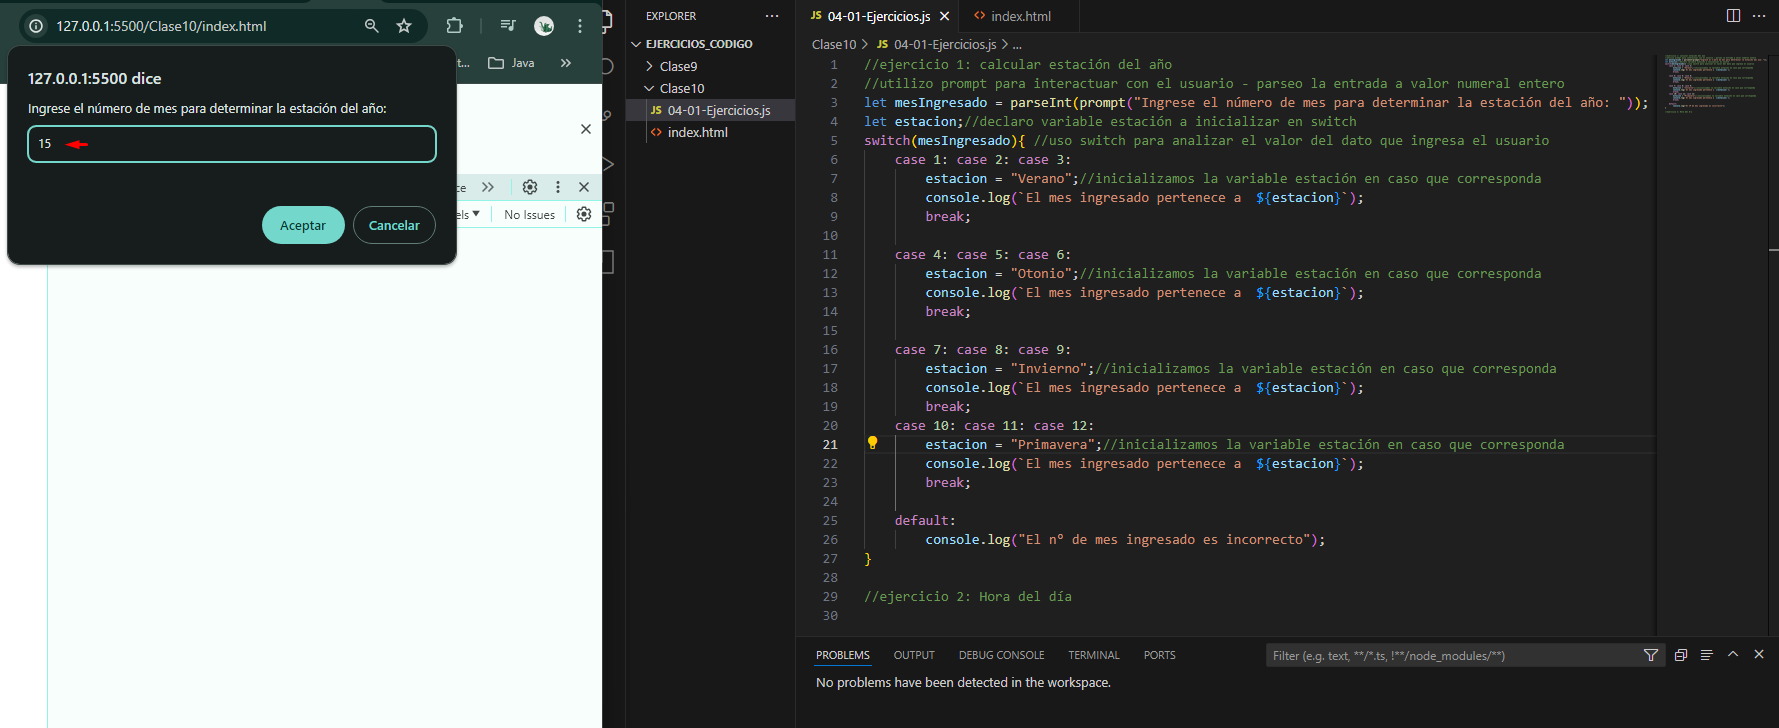 127.0.0.1:5500/Clase10/index.html
t...
Java
127.0.0.1:5500 dice
Ingrese el número de mes para determinar la estación del año:
15
Aceptar
Cancelar
ce
els
No Issues
EXPLORER
EJERCICIOS_CODIGO
Clase9
Clase10
JS 04-01-Ejercicios.js
index.html
JS 04-01-Ejercicios.js
index.html
Clase10 > JS 04-01-Ejercicios.js > ...
1 //ejercicio 1: calcular estación del año
2 //utilizo prompt para interactuar con el usuario - parseo la entrada a valor numeral entero
3 let mesIngresado = parseInt(prompt("Ingrese el número de mes para determinar la estación del año: "));
4 let estacion;//declaro variable estación a inicializar en switch
5 switch(mesIngresado){ //uso switch para analizar el valor del dato que ingresa el usuario
6 case 1: case 2: case 3:
7 estacion = "Verano";//inicializamos la variable estación en caso que corresponda
8 console.log(`El mes ingresado pertenece a  ${estacion}`);
9 break;
10
11 case 4: case 5: case 6:
12 estacion = "Otonio";//inicializamos la variable estación en caso que corresponda
13 console.log(`El mes ingresado pertenece a  ${estacion}`);
14 break;
15
16 case 7: case 8: case 9:
17 estacion = "Invierno";//inicializamos la variable estación en caso que corresponda
18 console.log(`El mes ingresado pertenece a  ${estacion}`);
19 break;
20 case 10: case 11: case 12:
21 estacion = "Primavera";//inicializamos la variable estación en caso que corresponda
22 console.log(`El mes ingresado pertenece a  ${estacion}`);
23 break;
24
25 default:
26 console.log("El nº de mes ingresado es incorrecto");
27 }
28
29 //ejercicio 2: Hora del día
30
PROBLEMS
OUTPUT
DEBUG CONSOLE
TERMINAL
PORTS
Filter (e.g. text, **/*.ts, !**/node_modules/**)
No problems have been detected in the workspace.